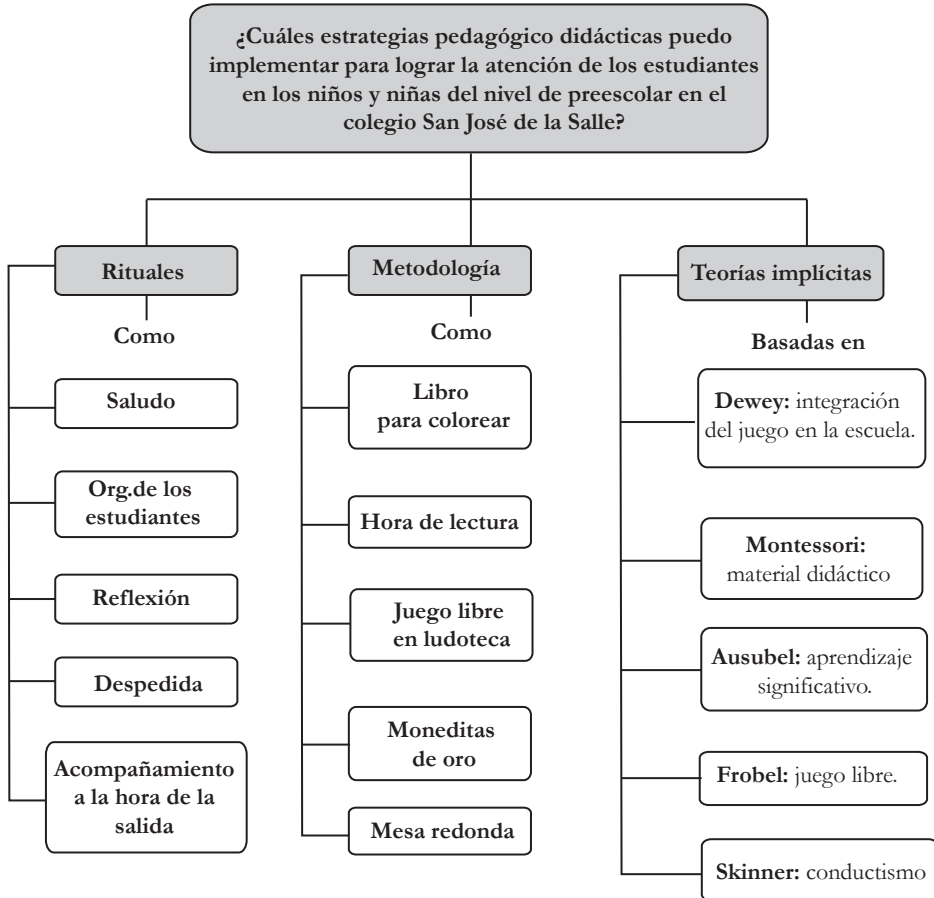 ¿Cuáles estrategias pedagógico didácticas puedo
implementar para lograr la atención de los estudiantes
en los niños y niñas del nivel de preescolar en el
colegio San José de la Salle?
Rituales
Como
Saludo
Org.de los
estudiantes
Reflexión
Despedida
Acompañamiento
a la hora de la
salida
Metodología
Como
Libro
para colorear
Hora de lectura
Juego libre
en ludoteca
Moneditas
de oro
Mesa redonda
Teorías implícitas
Basadas en
Dewey: integración
del juego en la escuela.
Montessori:
material didáctico
Ausubel: aprendizaje
significativo.
Frobel: juego libre.
Skinner: conductismo